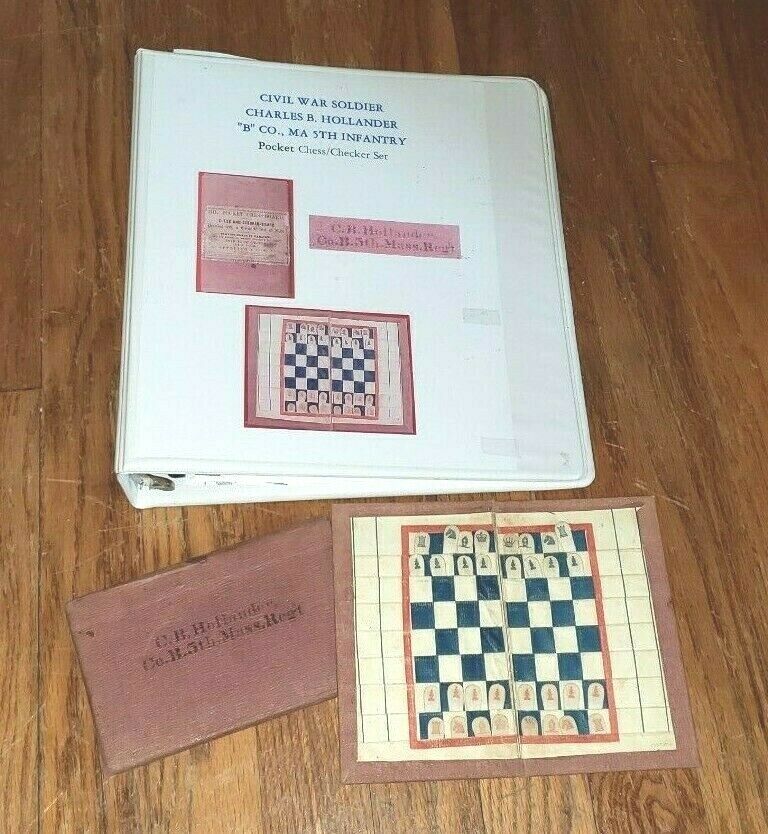 CIVIL WAR SOLDIER
CHARLES B. HOLLANDER
"B" CO., MA 5TH INFANTRY
Pocket Chess/Checker Set
C.B.Hollander,
Co.B.5th.Mass.Regt
C.B.Hollander,
Co.B.5th.Mass.Regt